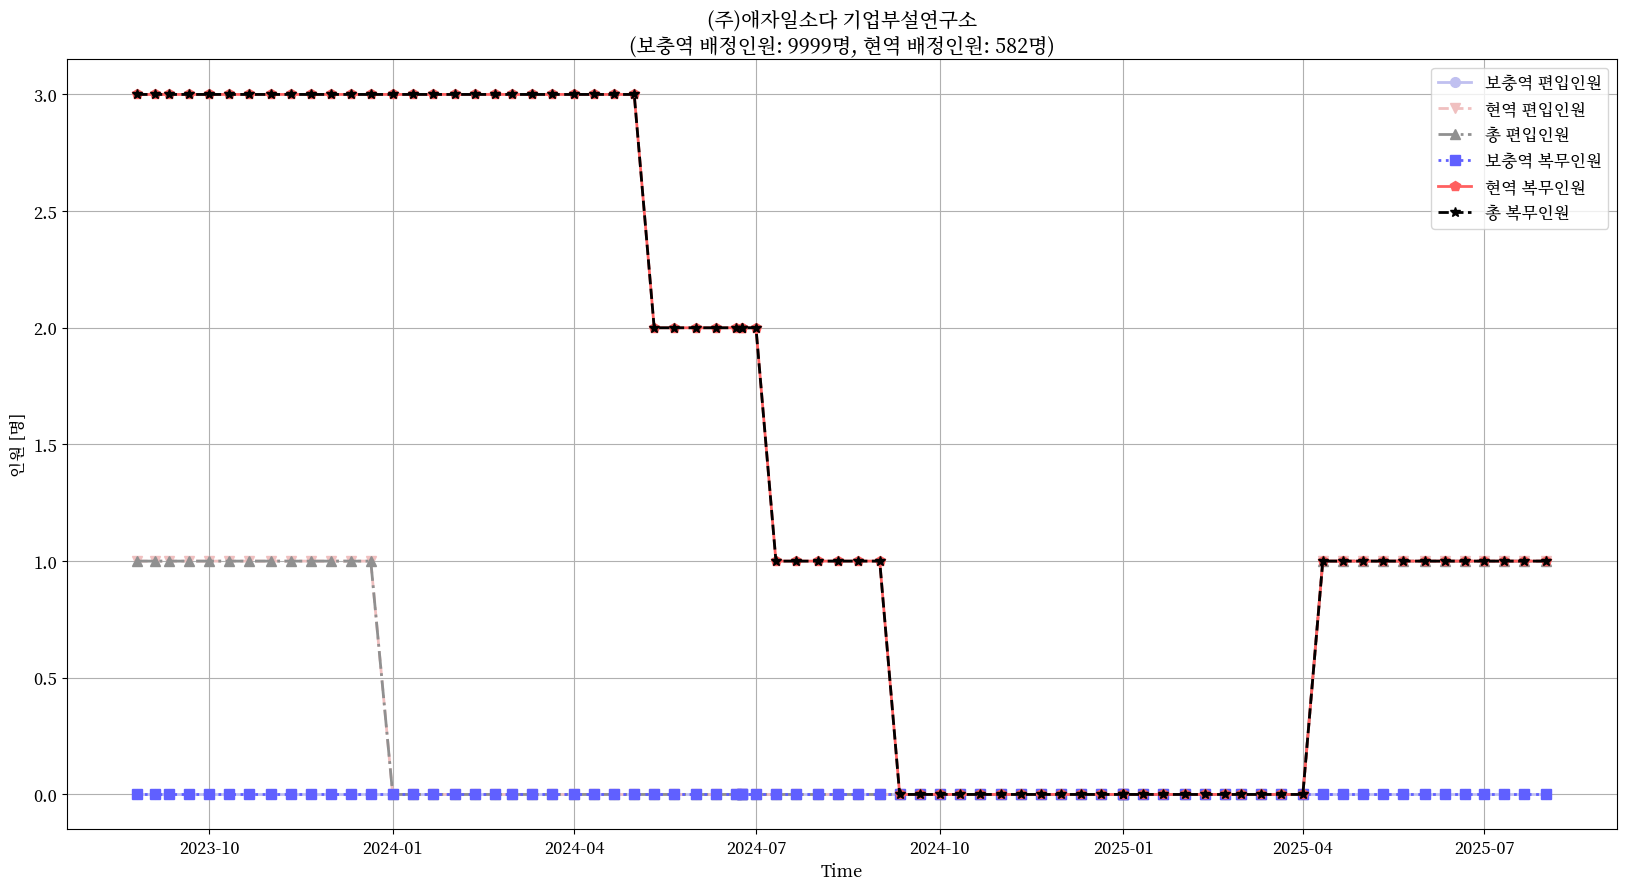 (주)애자일소다 기업부설연구소
(보충역 배정인원: 9999명, 현역 배정인원: 582명)
보충역 편입인원
현역 편입인원
총 편입인원
보충역 복무인원
현역 복무인원
총 복무인원
인원 [명]
3.0
2.5
2.0
1.5
1.0
0.5
0.0
2023-10
2024-01
2024-04
2024-07
2024-10
2025-01
2025-04
2025-07
Time